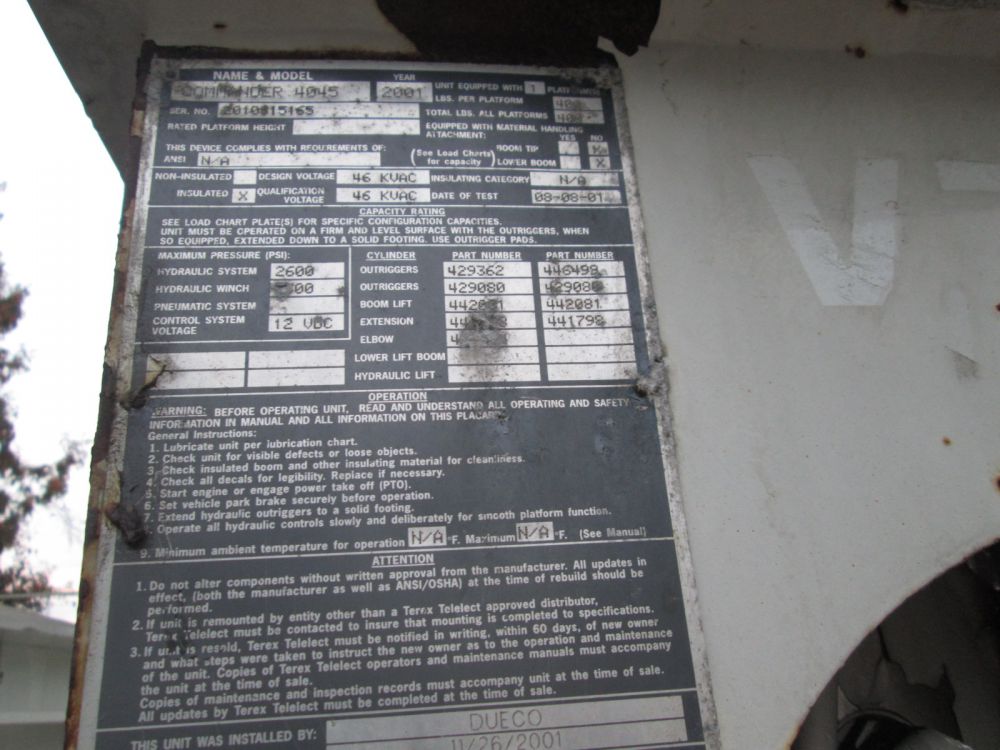 NAME & MODEL YEAR UNIT EQUIPPED WITH 1 PLATFORM(S)
COMMANDER 4045 2001 LBS. PER PLATFORM 400
SER. NO. 2010815165 TOTAL LBS. ALL PLATFORMS 400
RATED PLATFORM HEIGHT EQUIPPED WITH MATERIAL HANDLING
ATTACHMENT: YES NO
THIS DEVICE COMPLIES WITH REQUIREMENTS OF: (See Load Charts BOOM TIP
ANSI N/A for capacity) LOWER BOOM X
NON-INSULATED DESIGN VOLTAGE 46 KVAC INSULATING CATEGORY N/A
INSULATED X QUALIFICATION VOLTAGE 46 KVAC DATE OF TEST 08-08-01
CAPACITY RATING
SEE LOAD CHART PLATE(S) FOR SPECIFIC CONFIGURATION CAPACITIES.
UNIT MUST BE OPERATED ON A FIRM AND LEVEL SURFACE WITH THE OUTRIGGERS, WHEN
SO EQUIPPED, EXTENDED DOWN TO A SOLID FOOTING. USE OUTRIGGER PADS.
MAXIMUM PRESSURE (PSI):
HYDRAULIC SYSTEM 2600
HYDRAULIC WINCH
PNEUMATIC SYSTEM
CONTROL SYSTEM
VOLTAGE 12 VDC
CYLINDER PART NUMBER PART NUMBER
OUTRIGGERS 429362 446498
OUTRIGGERS 429080 429080
BOOM LIFT 442081 442081
EXTENSION 441798
ELBOW
LOWER LIFT BOOM
HYDRAULIC LIFT
OPERATION
WARNING: BEFORE OPERATING UNIT, READ AND UNDERSTAND ALL OPERATING AND SAFETY
INFORMATION IN MANUAL AND ALL INFORMATION ON THIS PLACARD.
General Instructions:
1. Lubricate unit per lubrication chart.
2. Check unit for visible defects or loose objects.
3. Check insulated boom and other insulating material for cleanliness.
4. Check all decals for legibility. Replace if necessary.
5. Start engine or engage power take off (PTO).
6. Set vehicle park brake securely before operation.
7. Extend hydraulic outriggers to a solid footing.
Operate all hydraulic controls slowly and deliberately for smooth platform function.
9. Minimum ambient temperature for operation N/A °F. Maximum N/A °F. (See Manual)
ATTENTION
1. Do not alter components without written approval from the manufacturer. All updates in
effect, (both the manufacturer as well as ANSI/OSHA) at the time of rebuild should be
performed.
2. If unit is remounted by entity other than a Terex Telelect approved distributor,
Terex Telelect must be contacted to insure that mounting is completed to specifications.
3. If unit is resold, Terex Telelect must be notified in writing, within 60 days, of new owner
and what steps were taken to instruct the new owner as to the operation and maintenance
of the unit. Copies of Terex Telelect operators and maintenance manuals must accompany
the unit at time of sale.
Copies of maintenance and inspection records must accompany unit at the time of sale.
All updates by Terex Telelect must be completed at the time of sale.
THIS UNIT WAS INSTALLED BY: DUECO
11/26/2001
V